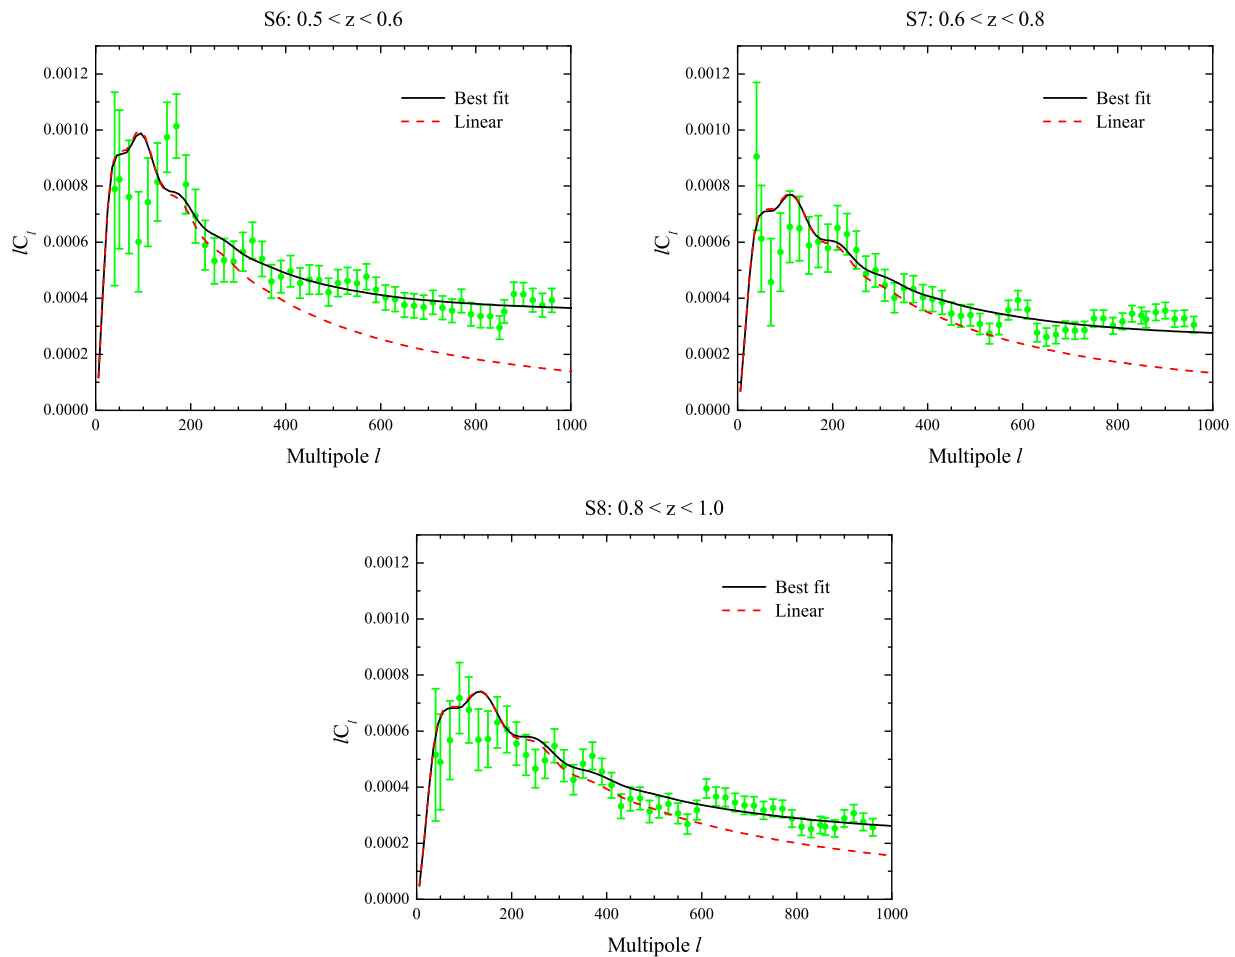 S6: 0.5 < z < 0.6
0.0012
0.0010
0.0008
0.0006
0.0004
0.0002
0.0000
lC_l
Best fit
Linear
0 200 400 600 800 1000
Multipole l
S7: 0.6 < z < 0.8
0.0012
0.0010
0.0008
0.0006
0.0004
0.0002
0.0000
lC_l
Best fit
Linear
0 200 400 600 800 1000
Multipole l
S8: 0.8 < z < 1.0
0.0012
0.0010
0.0008
0.0006
0.0004
0.0002
0.0000
lC_l
Best fit
Linear
0 200 400 600 800 1000
Multipole l